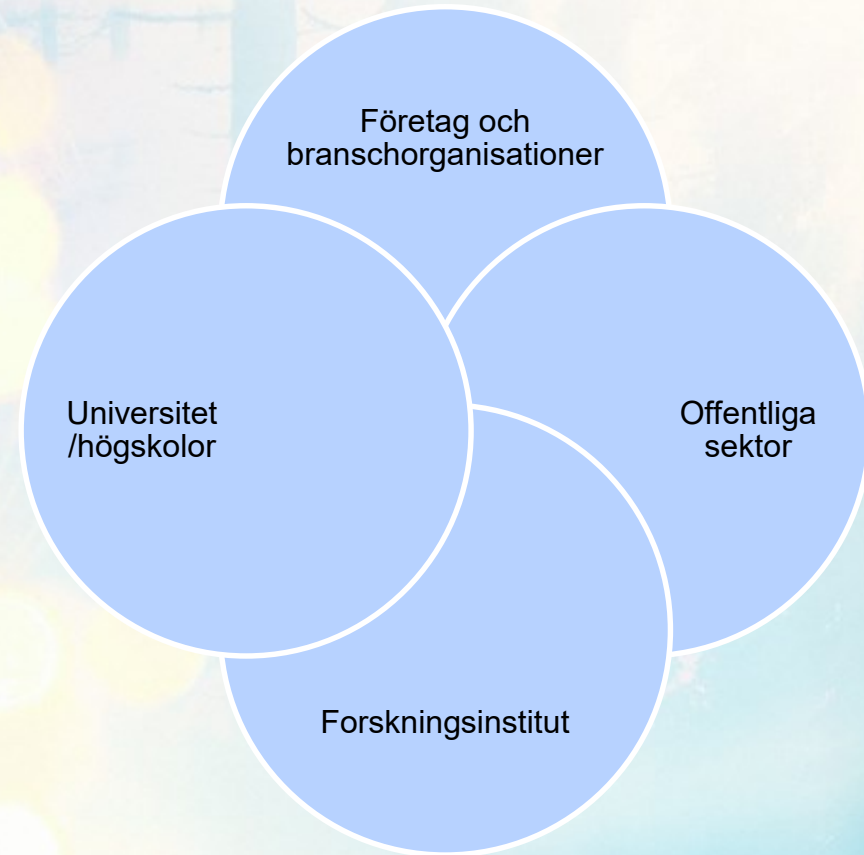 Företag och
branschorganisationer
Universitet
/högskolor
Offentliga
sektor
Forskningsinstitut